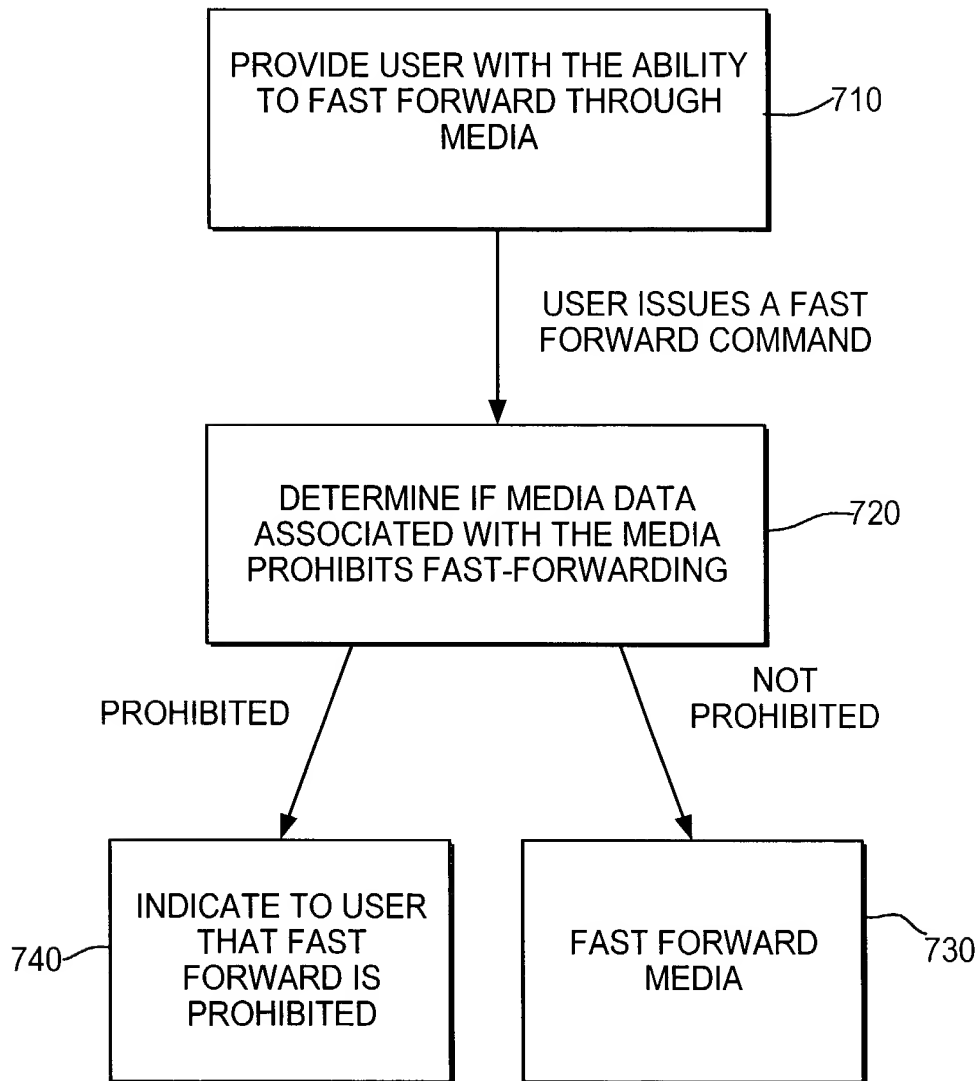 PROVIDE USER WITH THE ABILITY
TO FAST FORWARD THROUGH
MEDIA
710
USER ISSUES A FAST
FORWARD COMMAND
DETERMINE IF MEDIA DATA
ASSOCIATED WITH THE MEDIA
PROHIBITS FAST-FORWARDING
720
PROHIBITED
NOT
PROHIBITED
INDICATE TO USER
THAT FAST
FORWARD IS
PROHIBITED
740
FAST FORWARD
MEDIA
730